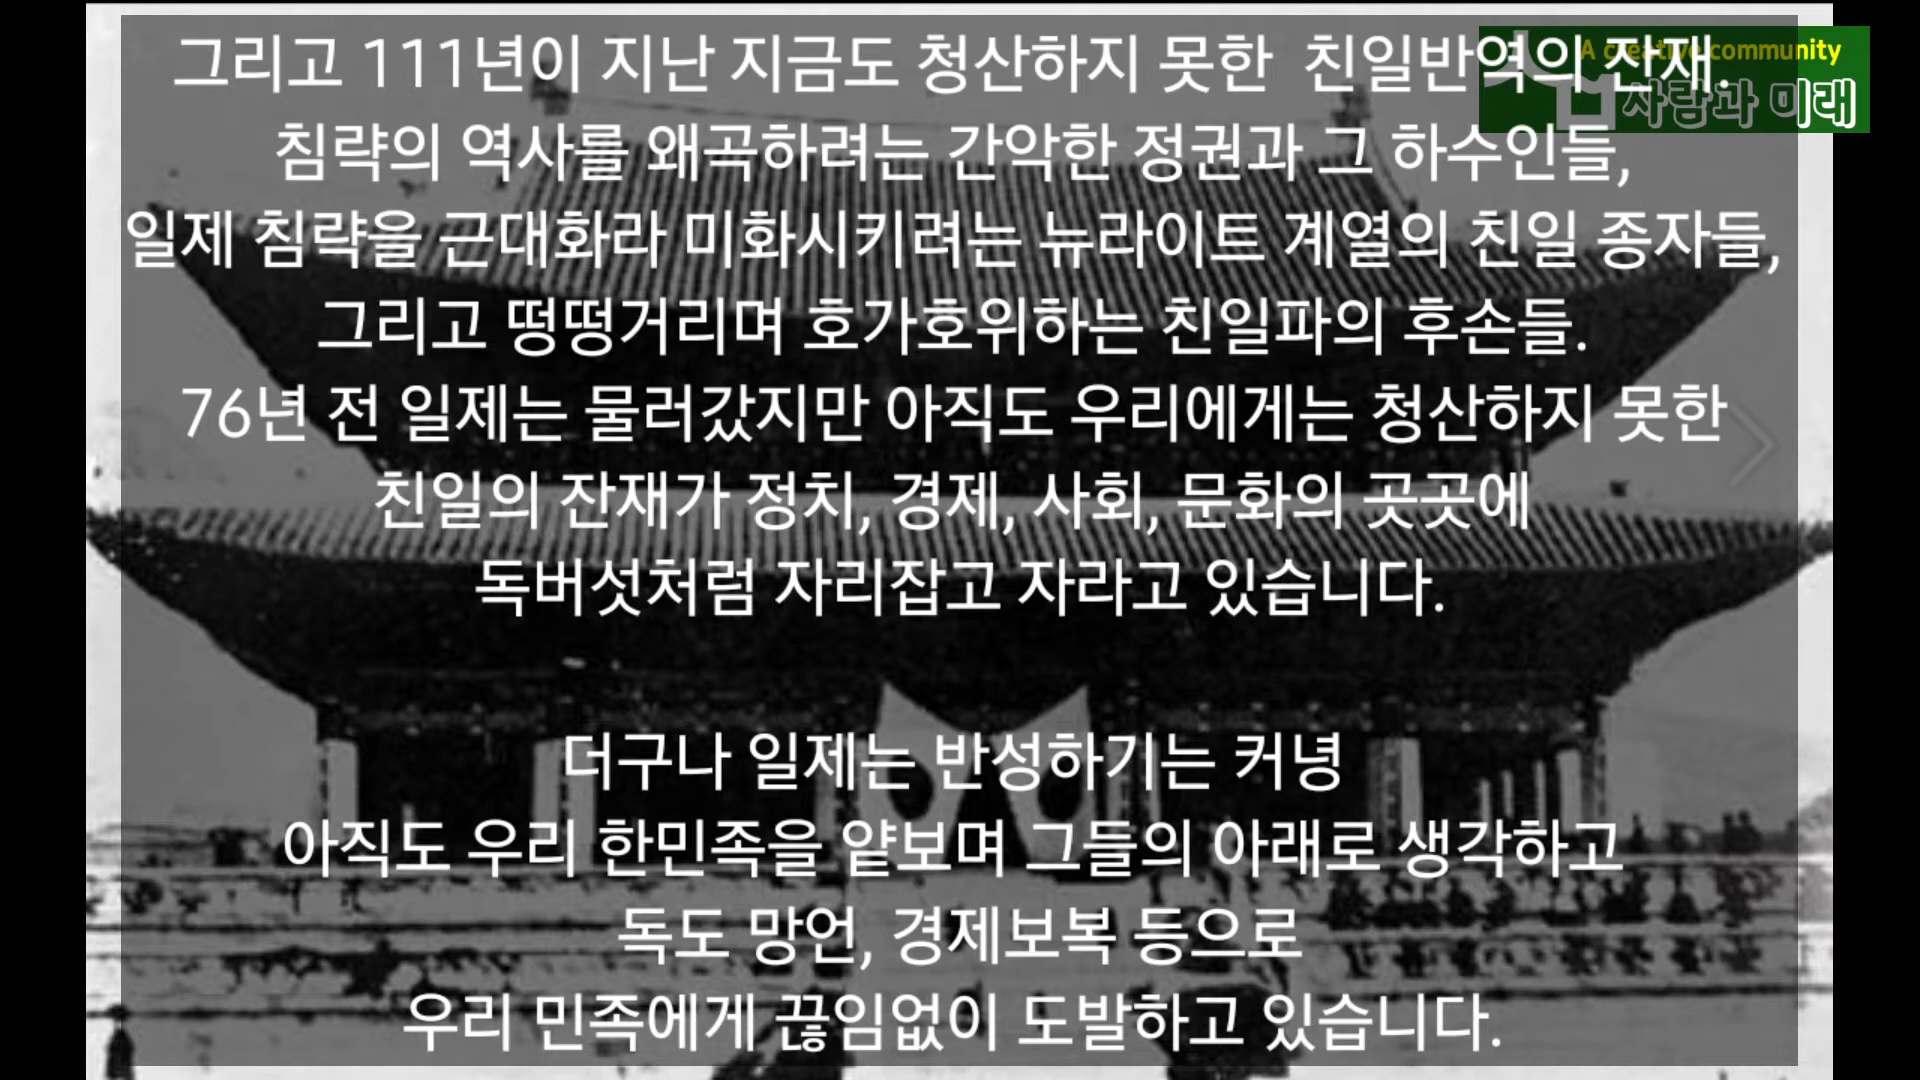 그리고 111년이 지난 지금도 청산하지 못한 친일반역의 잔재.
A creative community
사람과 미래
침략의 역사를 왜곡하려는 간악한 정권과 그 하수인들,
일제 침략을 근대화라 미화시키려는 뉴라이트 계열의 친일 종자들,
그리고 떵떵거리며 호가호위하는 친일파의 후손들.
76년 전 일제는 물러갔지만 아직도 우리에게는 청산하지 못한
친일의 잔재가 정치, 경제, 사회, 문화의 곳곳에
독버섯처럼 자리잡고 자라고 있습니다.
더구나 일제는 반성하기는 커녕
아직도 우리 한민족을 얕보며 그들의 아래로 생각하고
독도 망언, 경제보복 등으로
우리 민족에게 끊임없이 도발하고 있습니다.